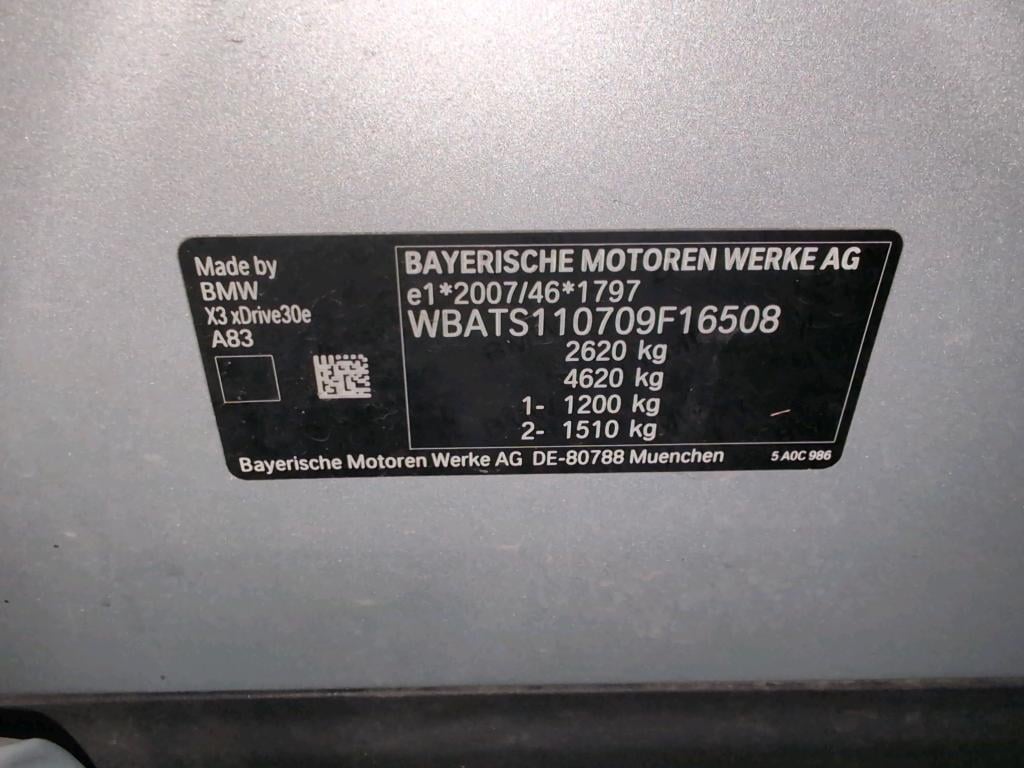 Made by
BMW
X3 xDrive30e
A83
BAYERISCHE MOTOREN WERKE AG
e1*2007/46*1797
WBATS110709F16508
2620 kg
4620 kg
1- 1200 kg
2- 1510 kg
Bayerische Motoren Werke AG DE-80788 Muenchen
5 A0C 986